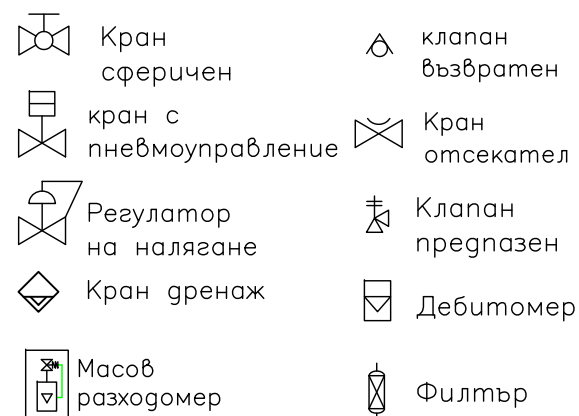 Кран
сферичен
кран с
пневмоуправление
Регулатор
на налягане
Кран дренаж
Масов
разходомер
клапан
възвратен
Кран
отсекател
Клапан
предпазен
Дебитомер
Филтър